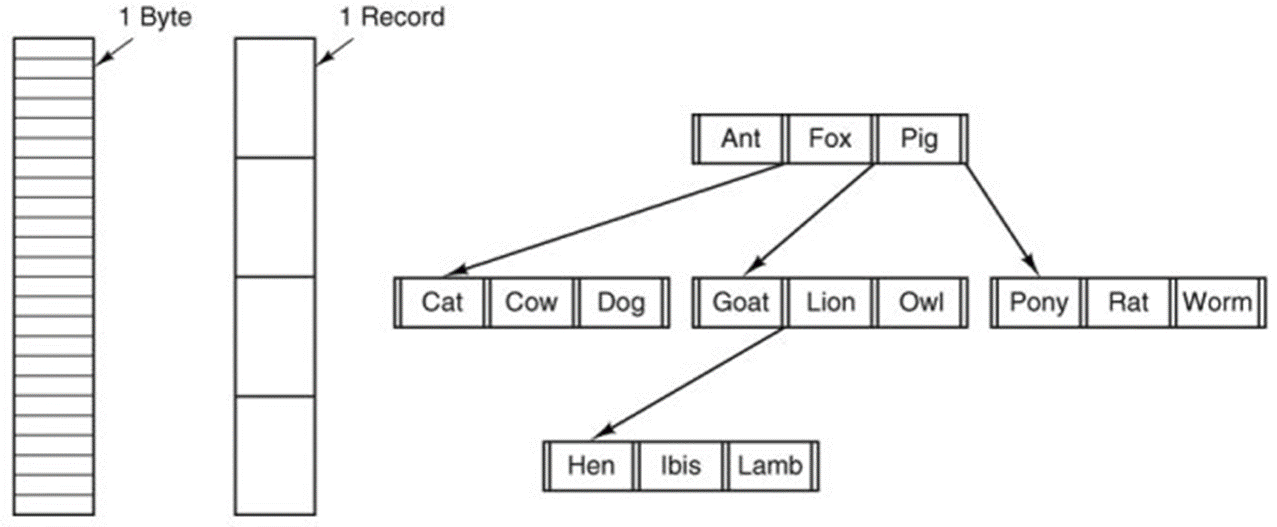 1 Byte
1 Record
Ant Fox Pig
Cat Cow Dog
Goat Lion Owl
Pony Rat Worm
Hen Ibis Lamb